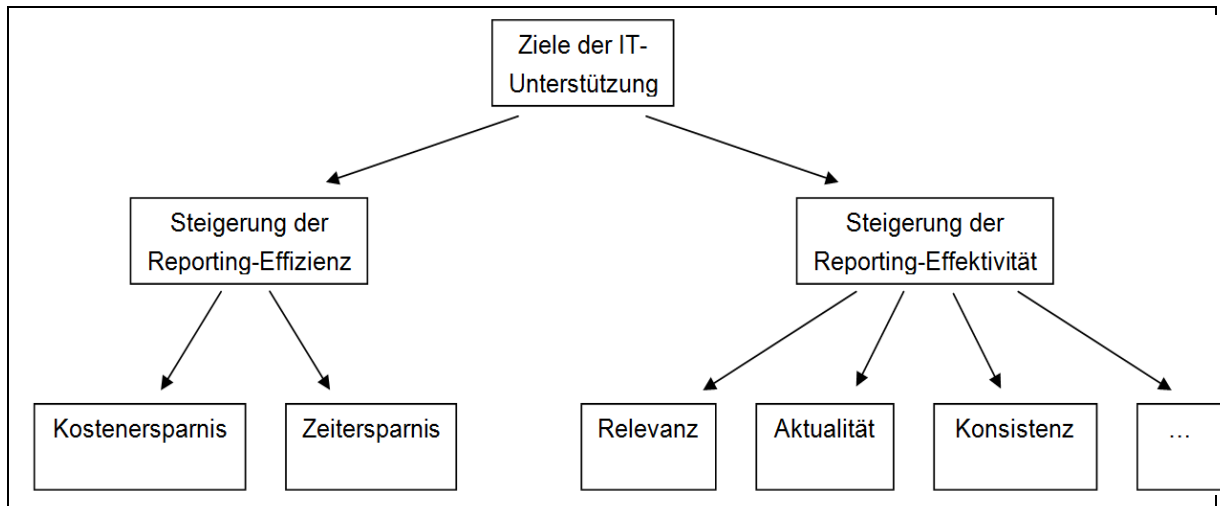 Ziele der IT-
Unterstützung
Steigerung der
Reporting-Effizienz
Steigerung der
Reporting-Effektivität
Kostenersparnis
Zeitersparnis
Relevanz
Aktualität
Konsistenz
…